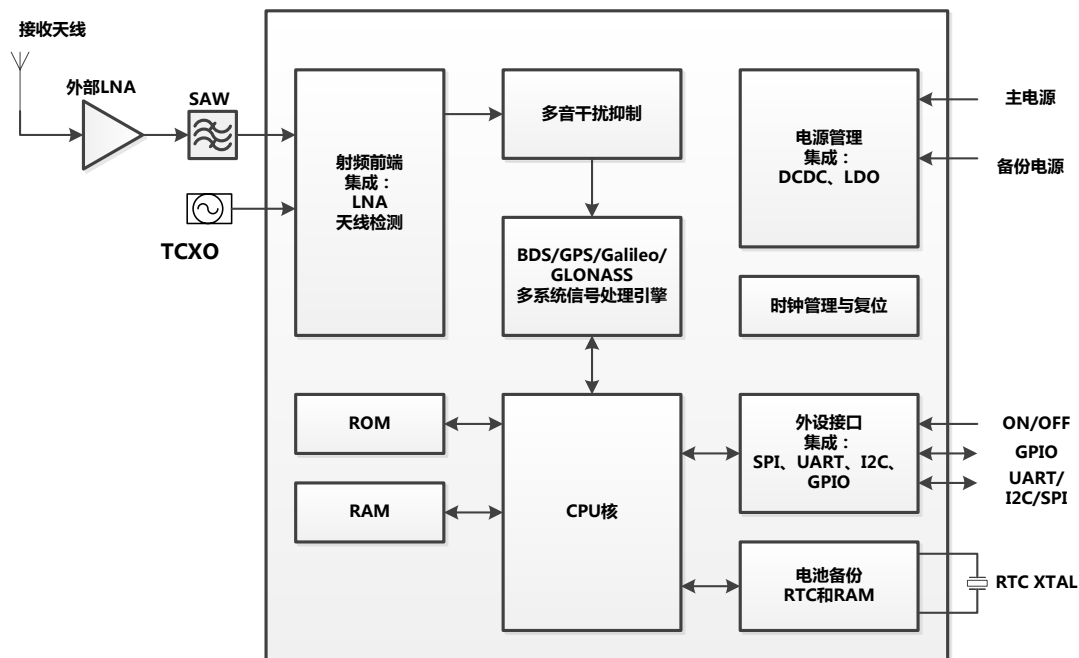 接收天线
外部LNA
SAW
TCXO
射频前端
集成：
LNA
天线检测
多音干扰抑制
BDS/GPS/Galileo/
GLONASS
多系统信号处理引擎
电源管理
集成：
DCDC、LDO
主电源
备份电源
时钟管理与复位
ROM
RAM
CPU核
外设接口
集成：
SPI、UART、I2C、
GPIO
ON/OFF
GPIO
UART/
I2C/SPI
电池备份
RTC和RAM
RTC XTAL